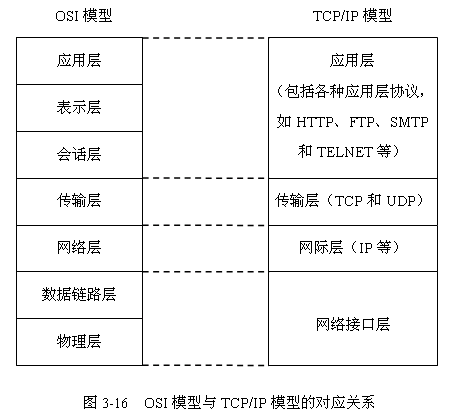 OSI 模型
TCP/IP 模型
应用层
表示层
会话层
传输层
网络层
数据链路层
物理层
应用层
（包括各种应用层协议，
如 HTTP、FTP、SMTP
和 TELNET 等）
传输层（TCP 和 UDP）
网际层（IP 等）
网络接口层
图 3-16 OSI 模型与 TCP/IP 模型的对应关系